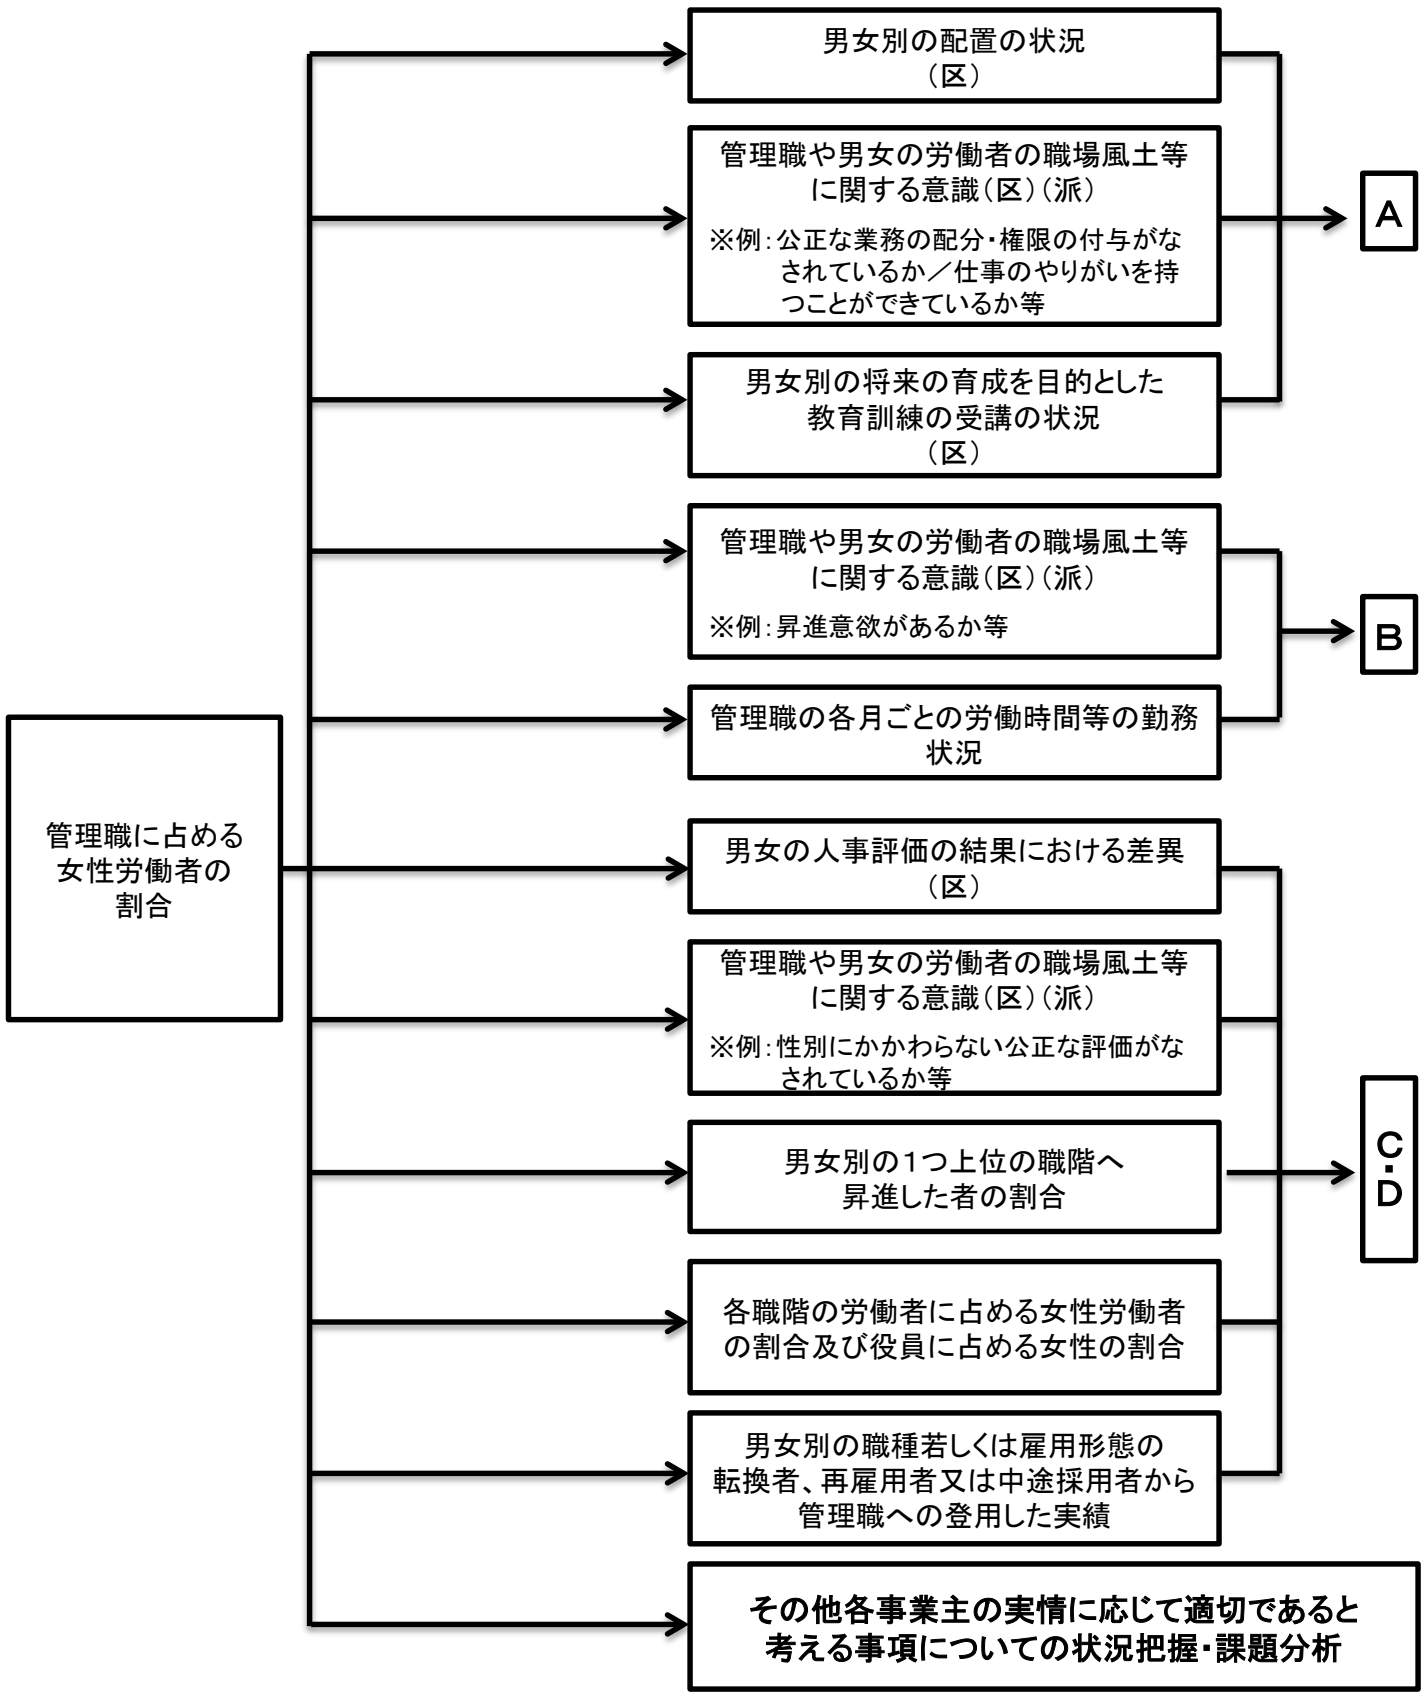 男女別の配置の状況
（区）
管理職や男女の労働者の職場風土等
に関する意識（区）（派）
※例：公正な業務の配分・権限の付与がな
されているか／仕事のやりがいを持
つことができているか等
A
男女別の将来の育成を目的とした
教育訓練の受講の状況
（区）
管理職や男女の労働者の職場風土等
に関する意識（区）（派）
※例：昇進意欲があるか等
B
管理職の各月ごとの労働時間等の勤務
状況
管理職に占める
女性労働者の
割合
男女の人事評価の結果における差異
（区）
管理職や男女の労働者の職場風土等
に関する意識（区）（派）
※例：性別にかかわらない公正な評価がな
されているか等
男女別の１つ上位の職階へ
昇進した者の割合
C・D
各職階の労働者に占める女性労働者
の割合及び役員に占める女性の割合
男女別の職種若しくは雇用形態の
転換者、再雇用者又は中途採用者から
管理職への登用した実績
その他各事業主の実情に応じて適切であると
考える事項についての状況把握・課題分析